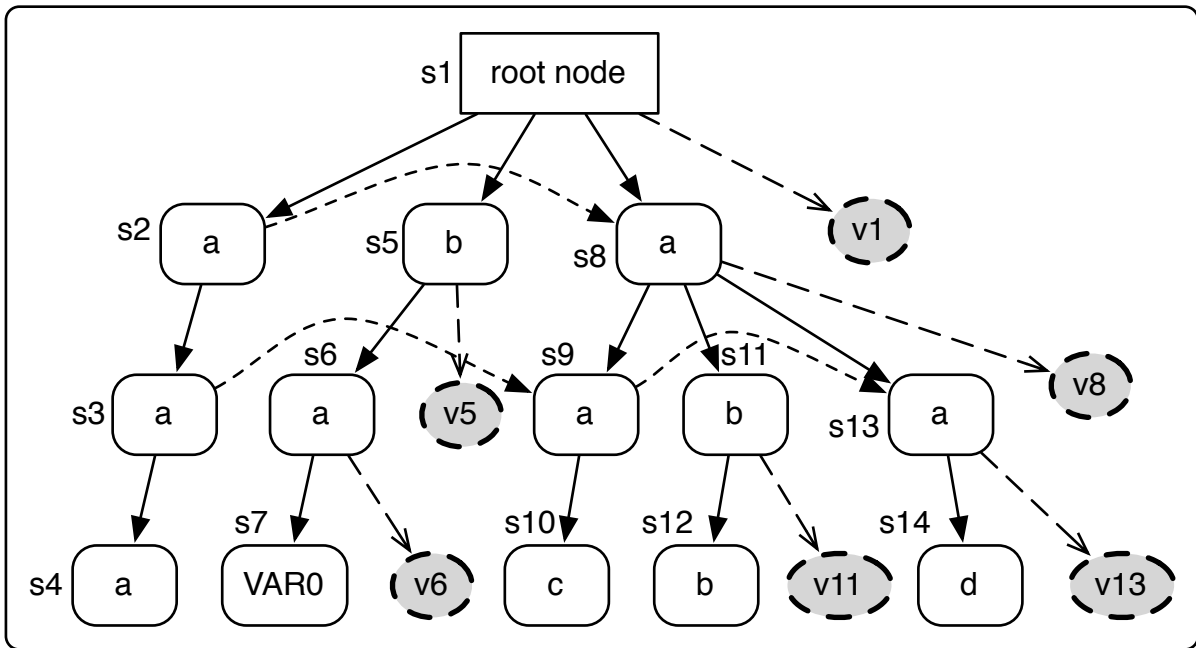 s1 root node
s2 a s5 b s8 a v1
s6 s9 s11
s3 a a v5 a b s13 a v8
s7 s10 s12 s14
s4 a VAR0 v6 c b v11 d v13